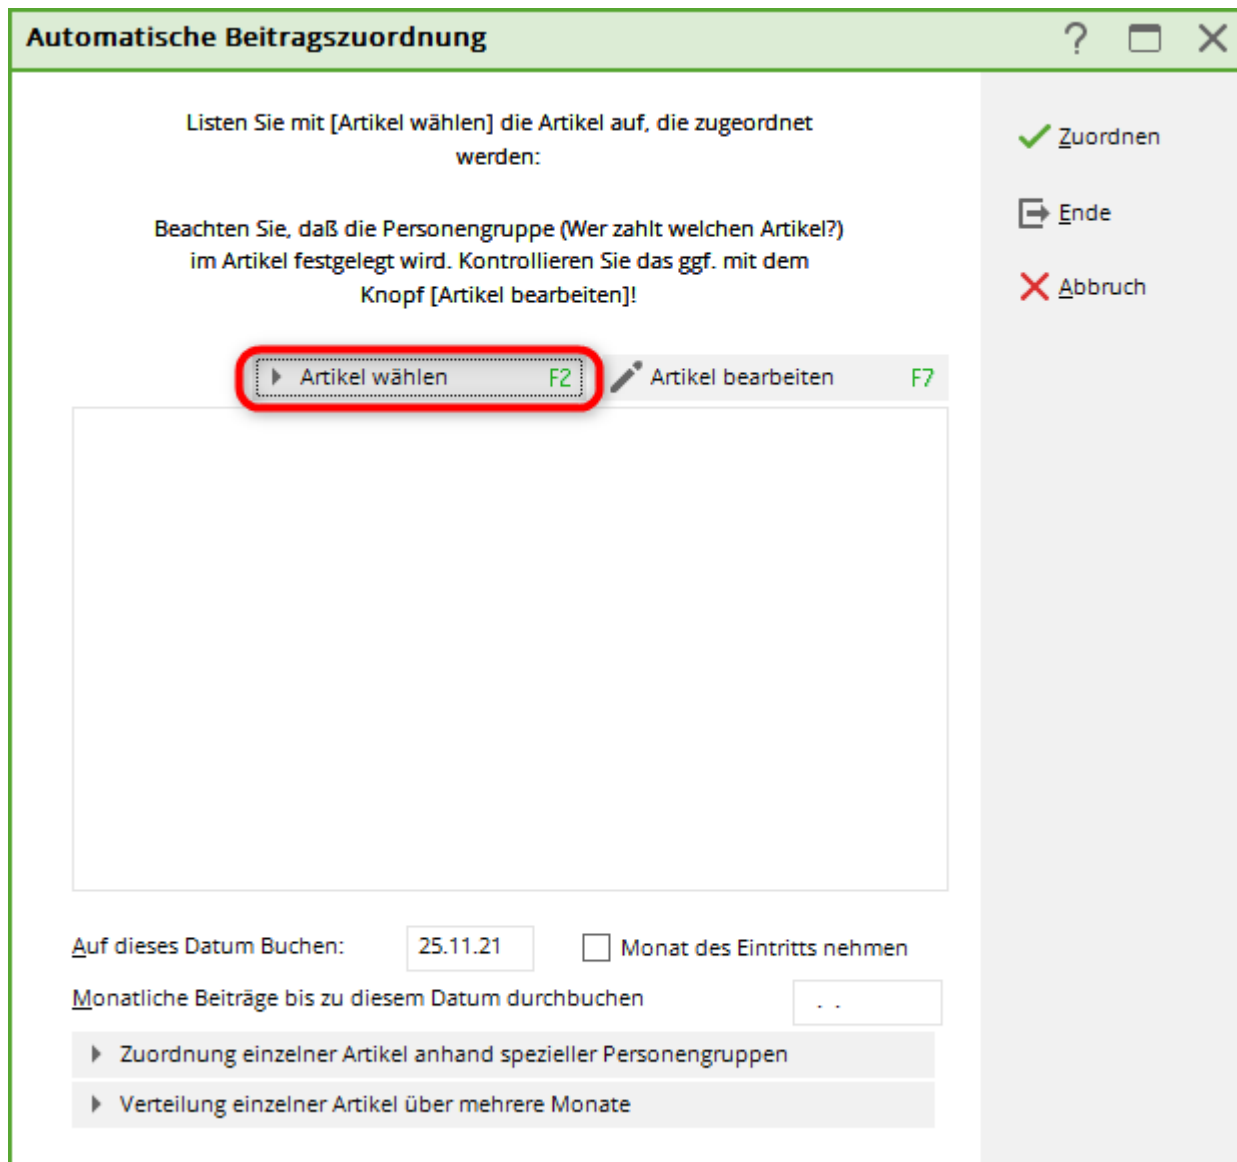 Automatische Beitragszuordnung
Listen Sie mit [Artikel wählen] die Artikel auf, die zugeordnet
werden:
Zuordnen
Ende
Abbruch
Beachten Sie, daß die Personengruppe (Wer zahlt welchen Artikel?)
im Artikel festgelegt wird. Kontrollieren Sie das ggf. mit dem
Knopf [Artikel bearbeiten]!
Artikel wählen F2
Artikel bearbeiten F7
Auf dieses Datum Buchen: 25.11.21
Monat des Eintritts nehmen
Monatliche Beiträge bis zu diesem Datum durchbuchen . .
Zuordnung einzelner Artikel anhand spezieller Personengruppen
Verteilung einzelner Artikel über mehrere Monate